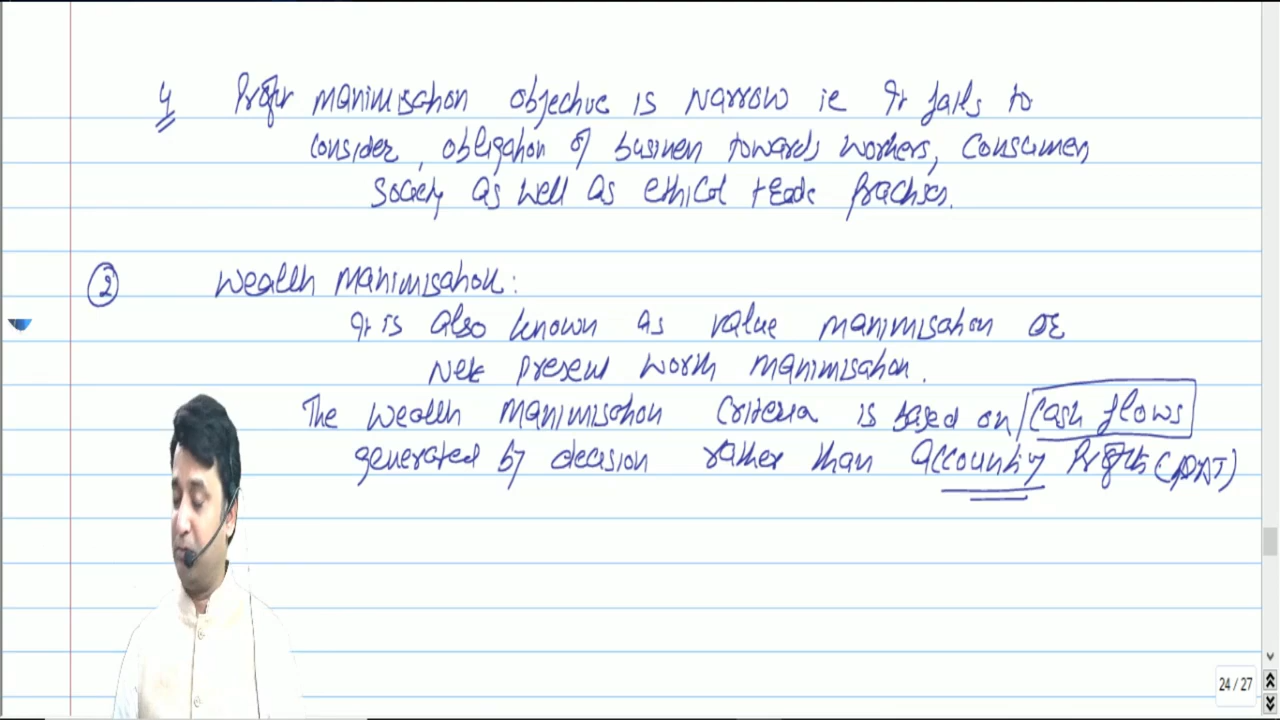 4 Profit maximisation objective is narrow ie It fails to
consider, obligation of business towards workers, consumers
society as well as ethical trade practises.
② Wealth maximisation:
It is also known as value maximisation or
Net present worth maximisation.
The wealth maximisation criteria is based on cash flows
generated by decision rather than accounting profits (PAT)
24 / 27